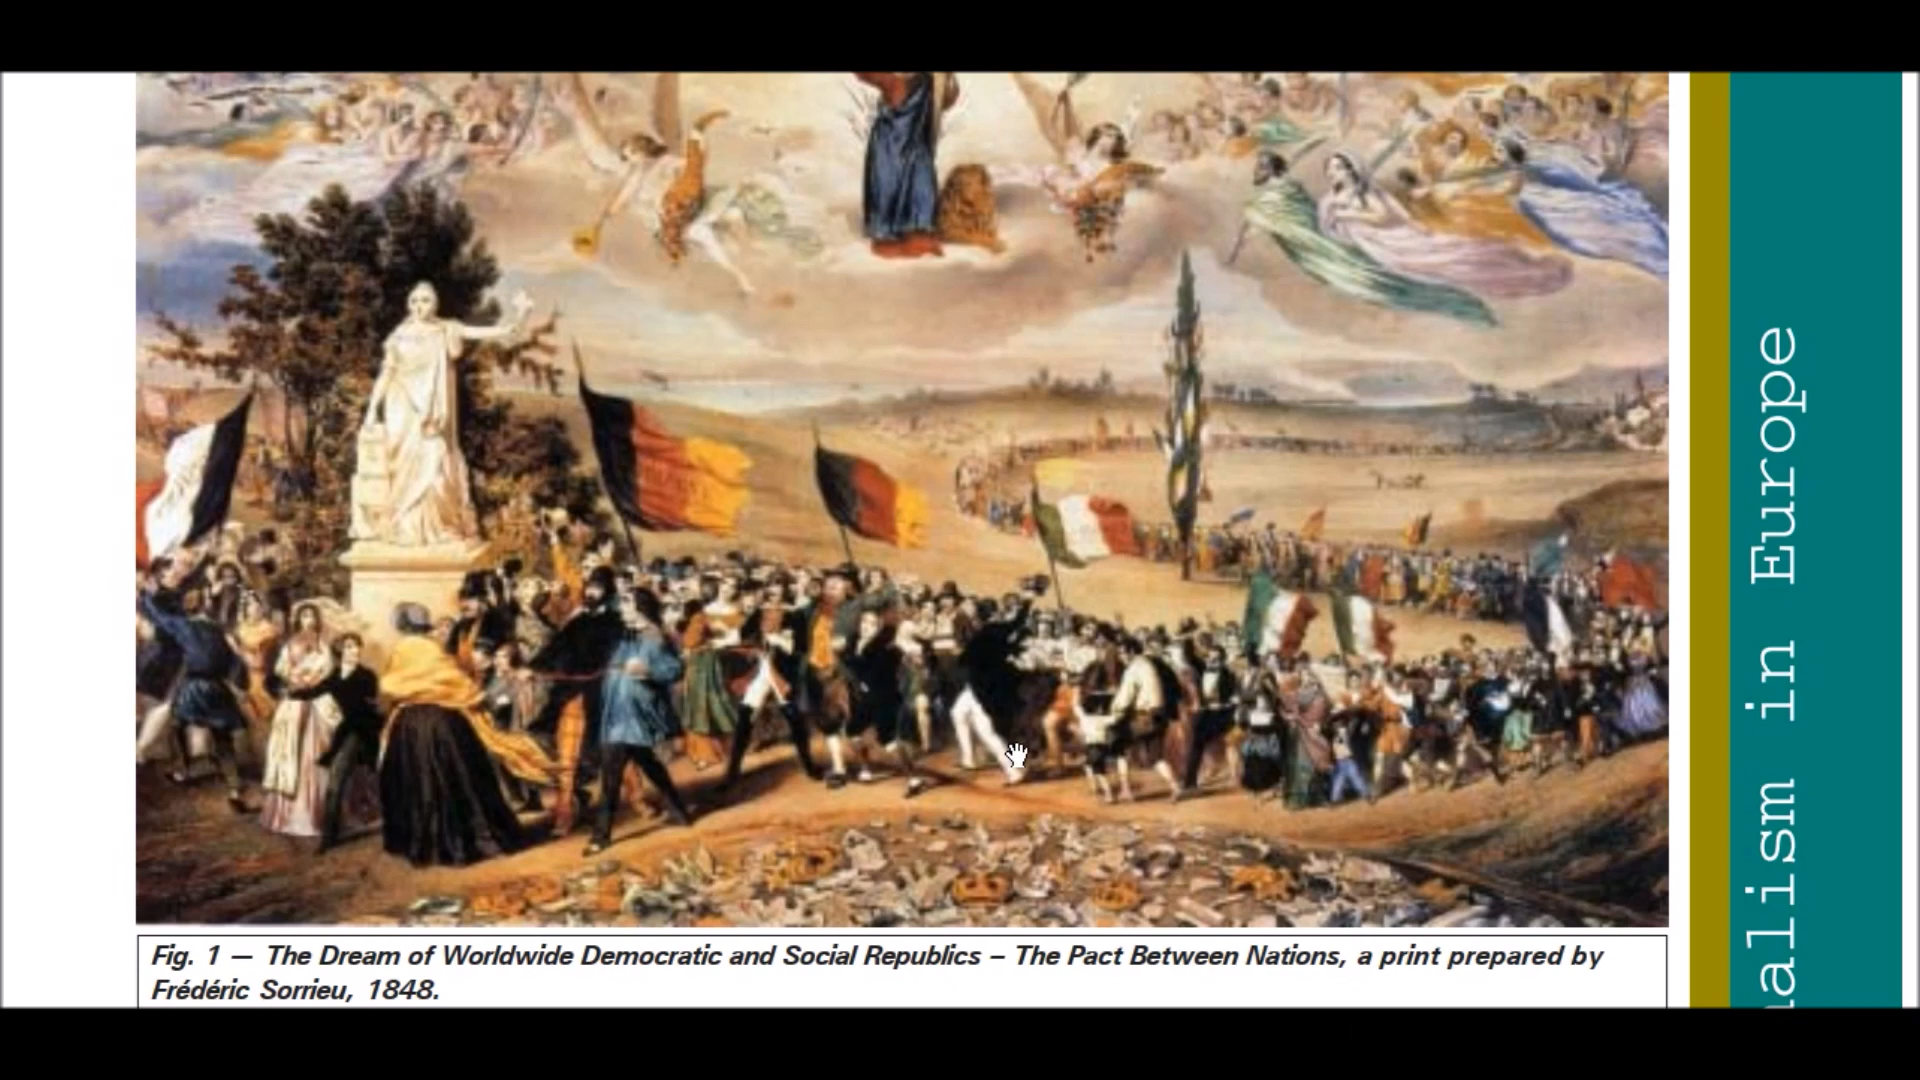 Fig. 1 — The Dream of Worldwide Democratic and Social Republics – The Pact Between Nations, a print prepared by
Frédéric Sorrieu, 1848.
alism in Europe